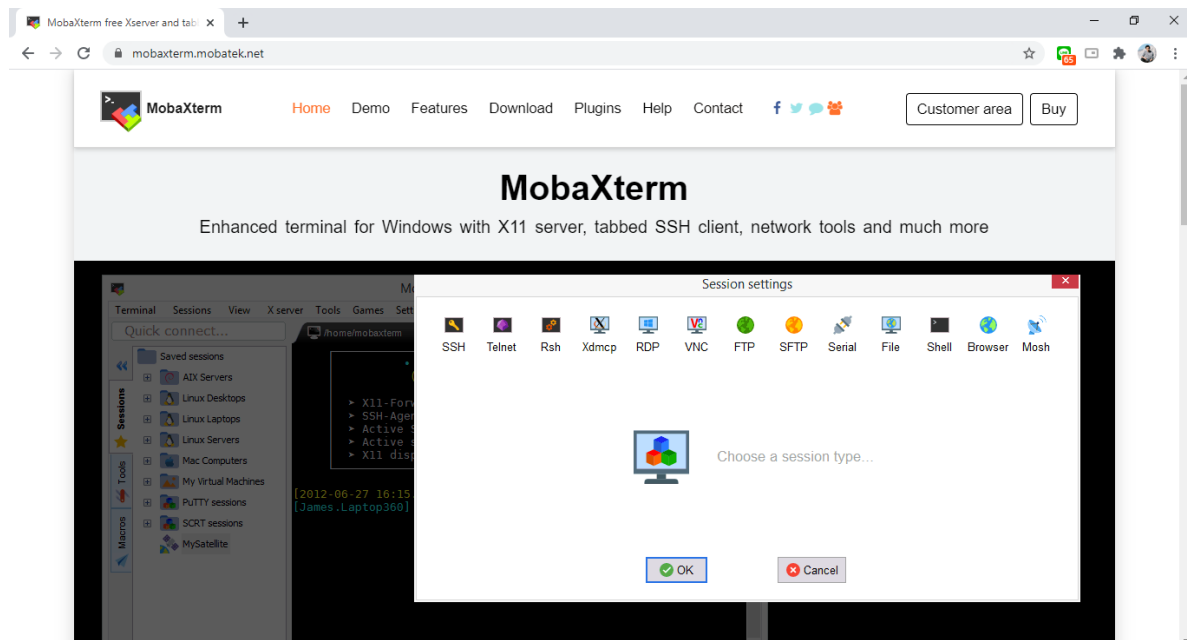 MobaXterm free Xserver and tab
mobaxterm.mobatek.net
65
MobaXterm
Home Demo Features Download Plugins Help Contact
Customer area
Buy
MobaXterm
Enhanced terminal for Windows with X11 server, tabbed SSH client, network tools and much more
Session settings
Terminal Sessions View X server Tools Games Sett
Quick connect...
/home/mobaxterm
SSH Telnet Rsh Xdmcp RDP VNC FTP SFTP Serial File Shell Browser Mosh
Saved sessions
AIX Servers
Linux Desktops
Linux Laptops
Linux Servers
Mac Computers
My Virtual Machines
PuTTY sessions
SCRT sessions
MySatellite
Sessions
Tools
Macros
➤ X11-Forw
➤ SSH-Agen
➤ Active S
➤ Active s
➤ X11 disp
[2012-06-27 16:15
[James.Laptop360]
Choose a session type...
OK
Cancel